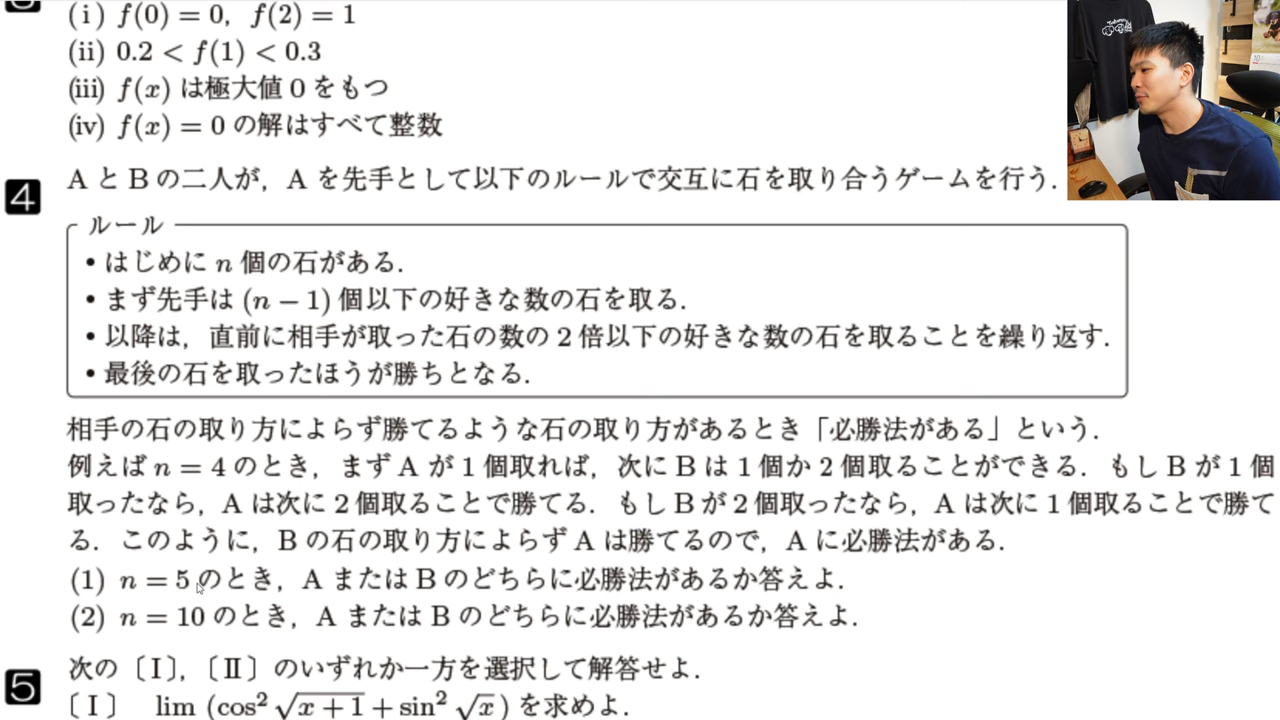 (i) f(0) = 0, f(2) = 1
(ii) 0.2 < f(1) < 0.3
(iii) f(x) は極大値 0 をもつ
(iv) f(x) = 0 の解はすべて整数
4 A と B の二人が，A を先手として以下のルールで交互に石を取り合うゲームを行う．
ルール
• はじめに n 個の石がある．
• まず先手は (n − 1) 個以下の好きな数の石を取る．
• 以降は，直前に相手が取った石の数の 2 倍以下の好きな数の石を取ることを繰り返す．
• 最後の石を取ったほうが勝ちとなる．
相手の石の取り方によらず勝てるような石の取り方があるとき「必勝法がある」という．
例えば n = 4 のとき，まず A が 1 個取れば，次に B は 1 個か 2 個取ることができる．もし B が 1 個
取ったなら，A は次に 2 個取ることで勝てる．もし B が 2 個取ったなら，A は次に 1 個取ることで勝て
る．このように，B の石の取り方によらず A は勝てるので，A に必勝法がある．
(1) n = 5 のとき，A または B のどちらに必勝法があるか答えよ．
(2) n = 10 のとき，A または B のどちらに必勝法があるか答えよ．
5 次の〔Ⅰ〕，〔Ⅱ〕のいずれか一方を選択して解答せよ．
〔Ⅰ〕 lim (cos² √(x+1) + sin² √x) を求めよ．